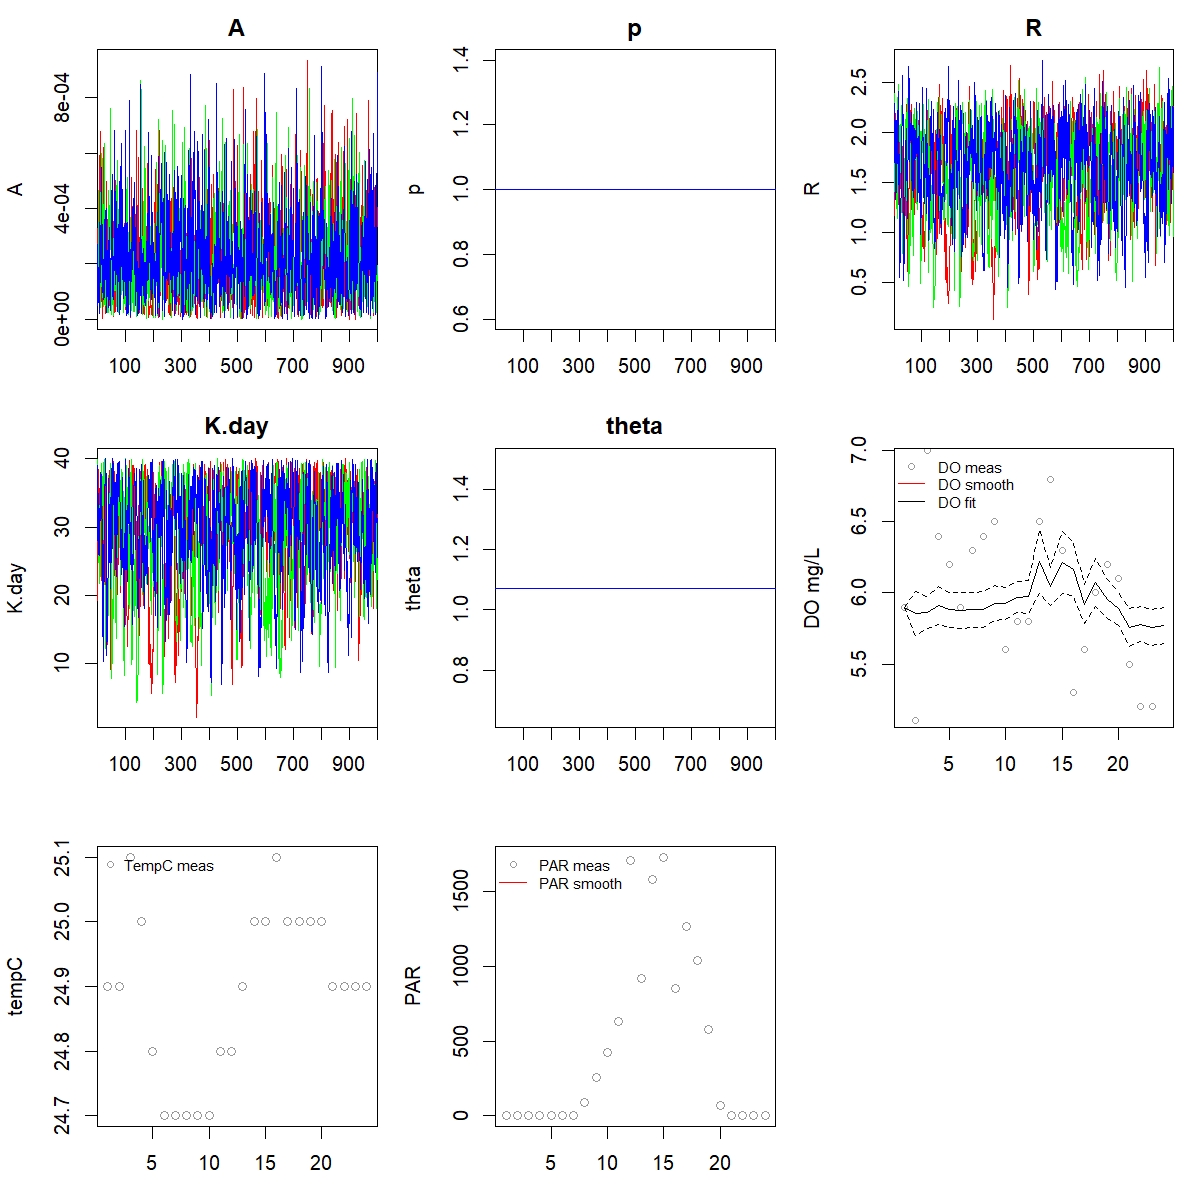 A
A
0e+00 4e-04 8e-04
100 300 500 700 900
p
p
0.6 0.8 1.0 1.2 1.4
100 300 500 700 900
R
R
0.5 1.0 1.5 2.0 2.5
100 300 500 700 900
K.day
K.day
10 20 30 40
100 300 500 700 900
theta
theta
0.8 1.0 1.2 1.4
100 300 500 700 900
DO mg/L
5.5 6.0 6.5 7.0
DO meas
DO smooth
DO fit
5 10 15 20
tempC
24.7 24.8 24.9 25.0 25.1
TempC meas
5 10 15 20
PAR
0 500 1000 1500
PAR meas
PAR smooth
5 10 15 20